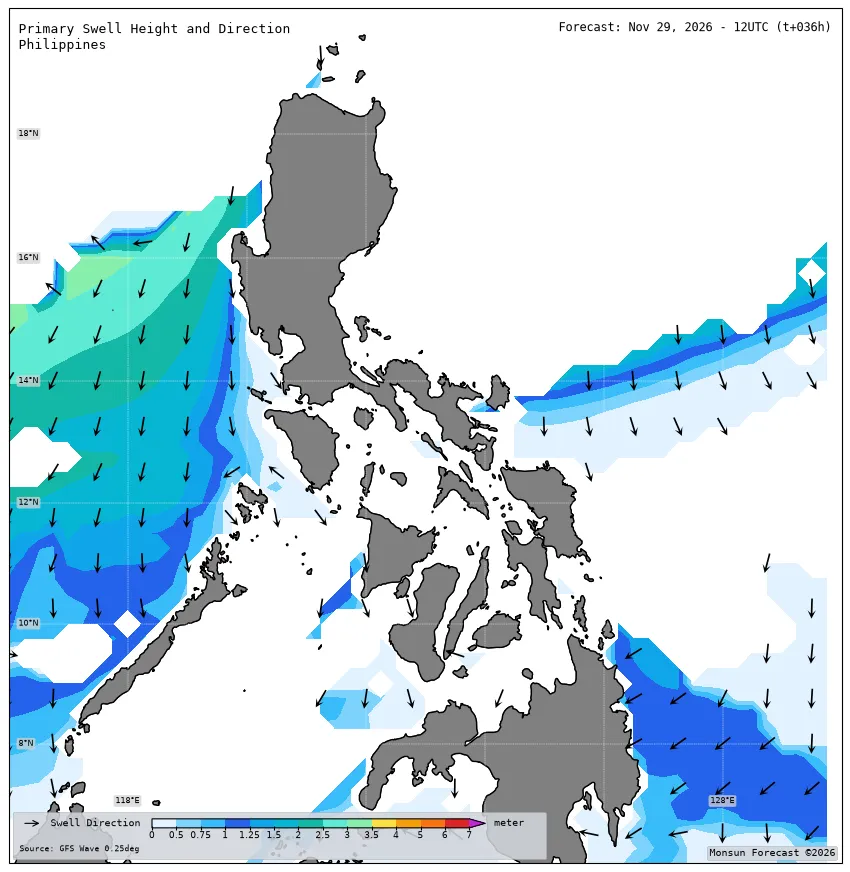 Primary Swell Height and Direction
Philippines
Forecast: Nov 29, 2026 - 12UTC (t+036h)
18°N
16°N
14°N
12°N
10°N
8°N
118°E
128°E
Swell Direction
meter
0 0.5 0.75 1 1.25 1.5 2 2.5 3 3.5 4 5 6 7
Source: GFS Wave 0.25deg
Monsun Forecast ©2026